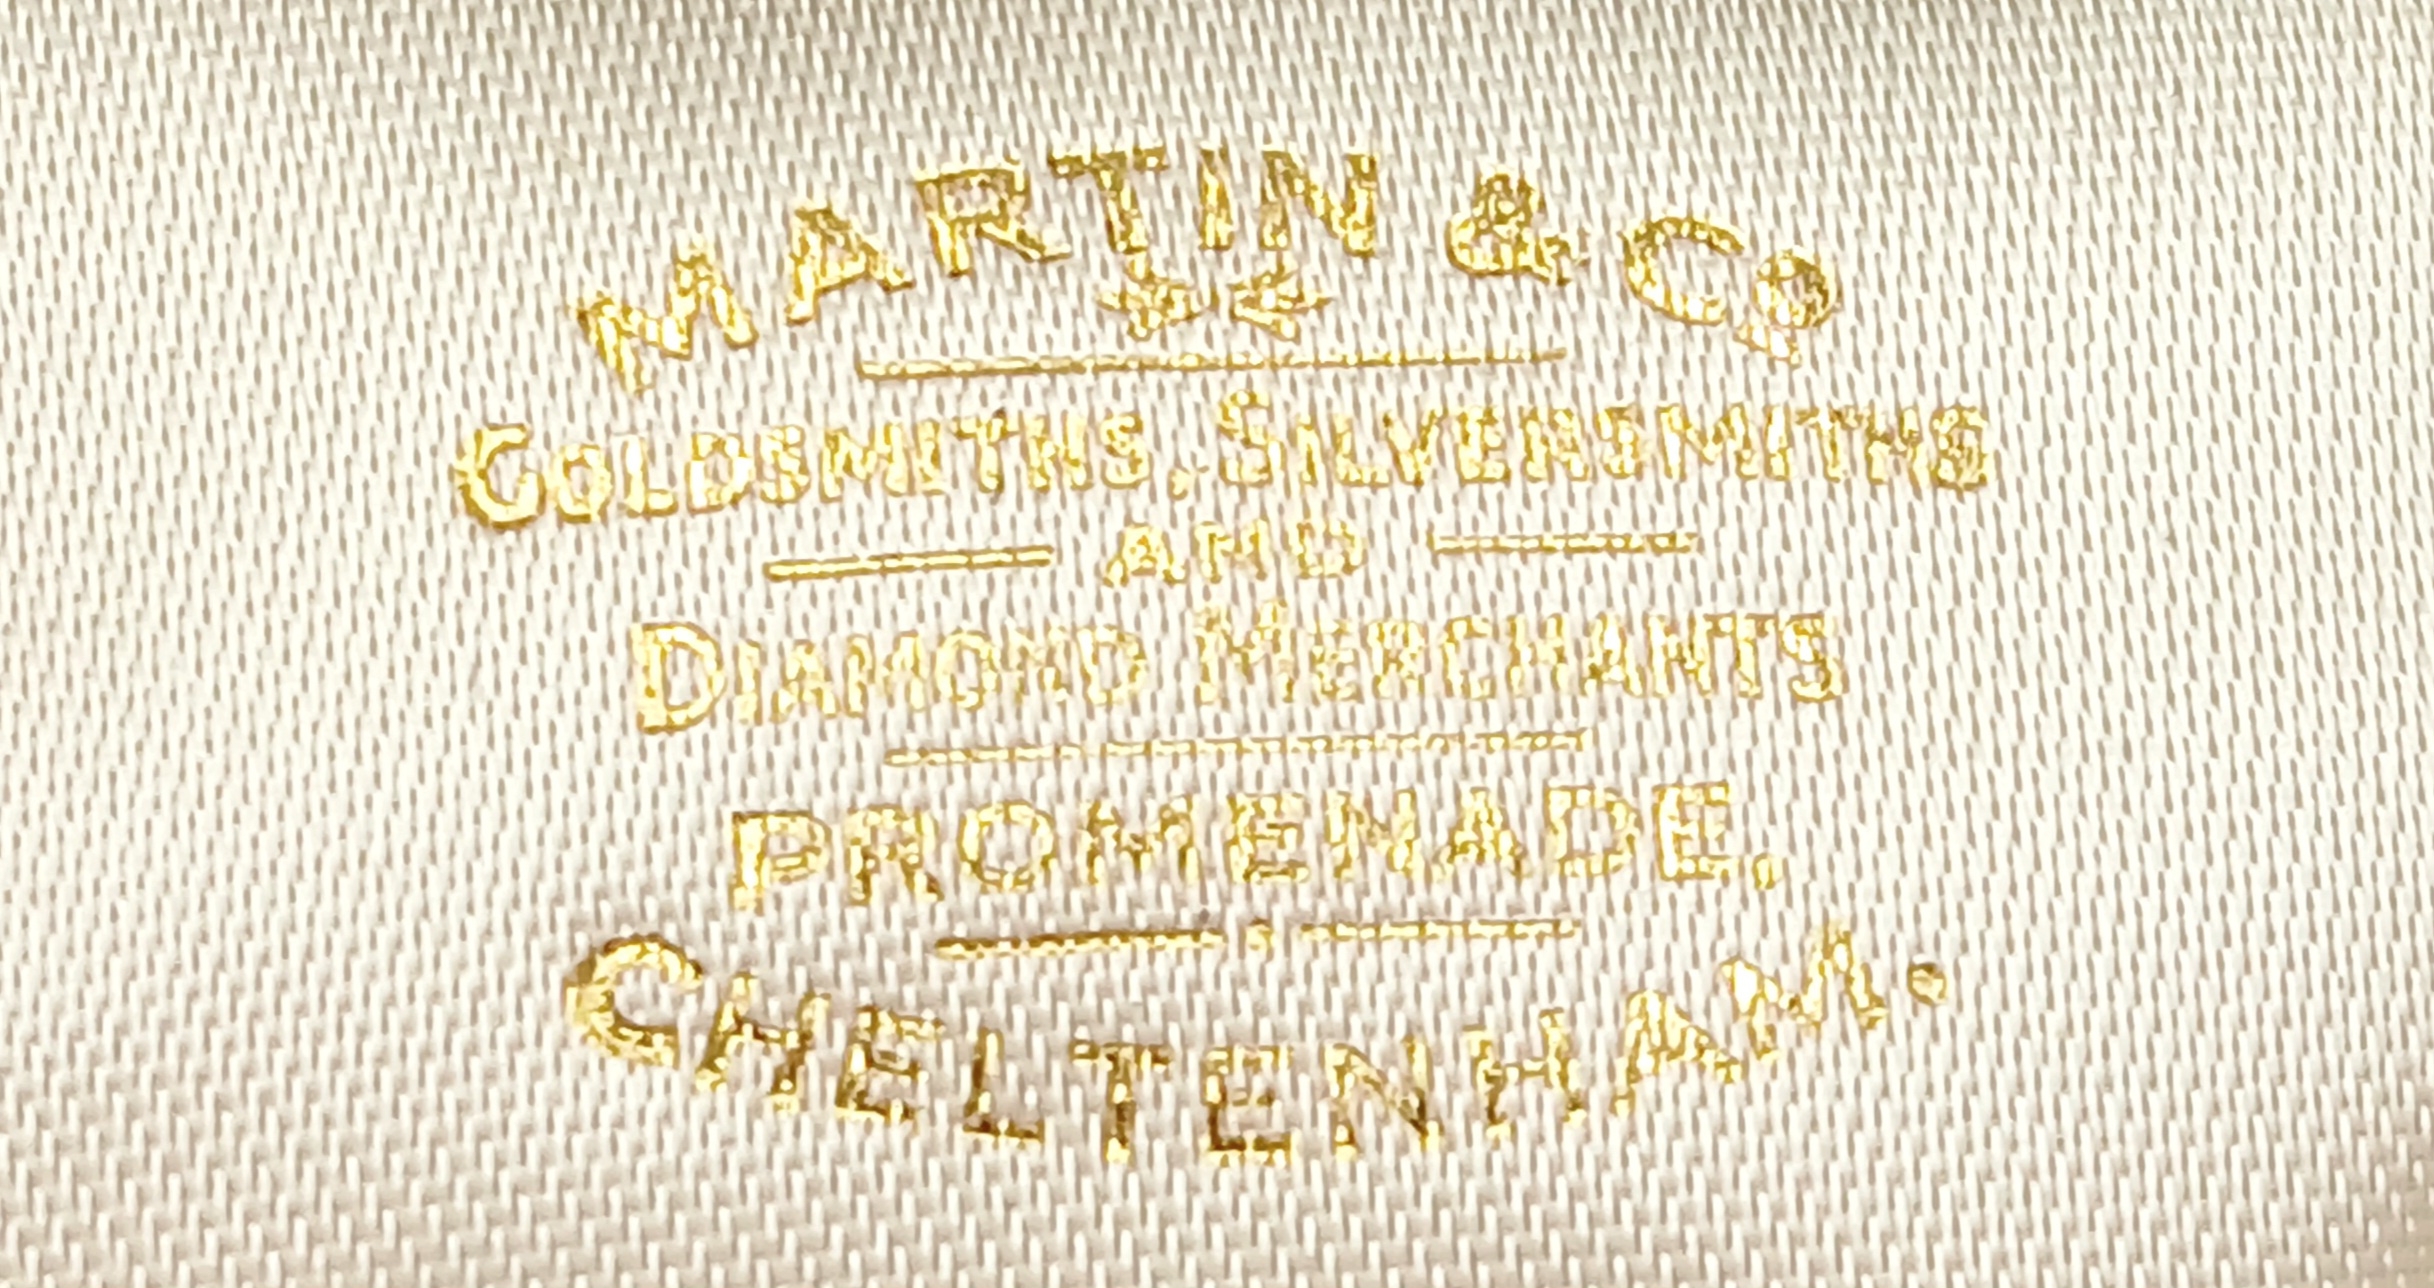 MARTIN & Co
GOLDSMITHS, SILVERSMITHS
AND
DIAMOND MERCHANTS
PROMENADE,
CHELTENHAM.